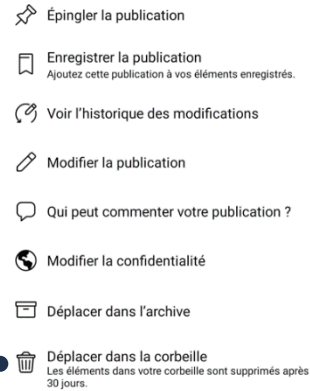 Épingler la publication
Enregistrer la publication
Ajoutez cette publication à vos éléments enregistrés.
Voir l'historique des modifications
Modifier la publication
Qui peut commenter votre publication ?
Modifier la confidentialité
Déplacer dans l'archive
Déplacer dans la corbeille
Les éléments dans votre corbeille sont supprimés après
30 jours.